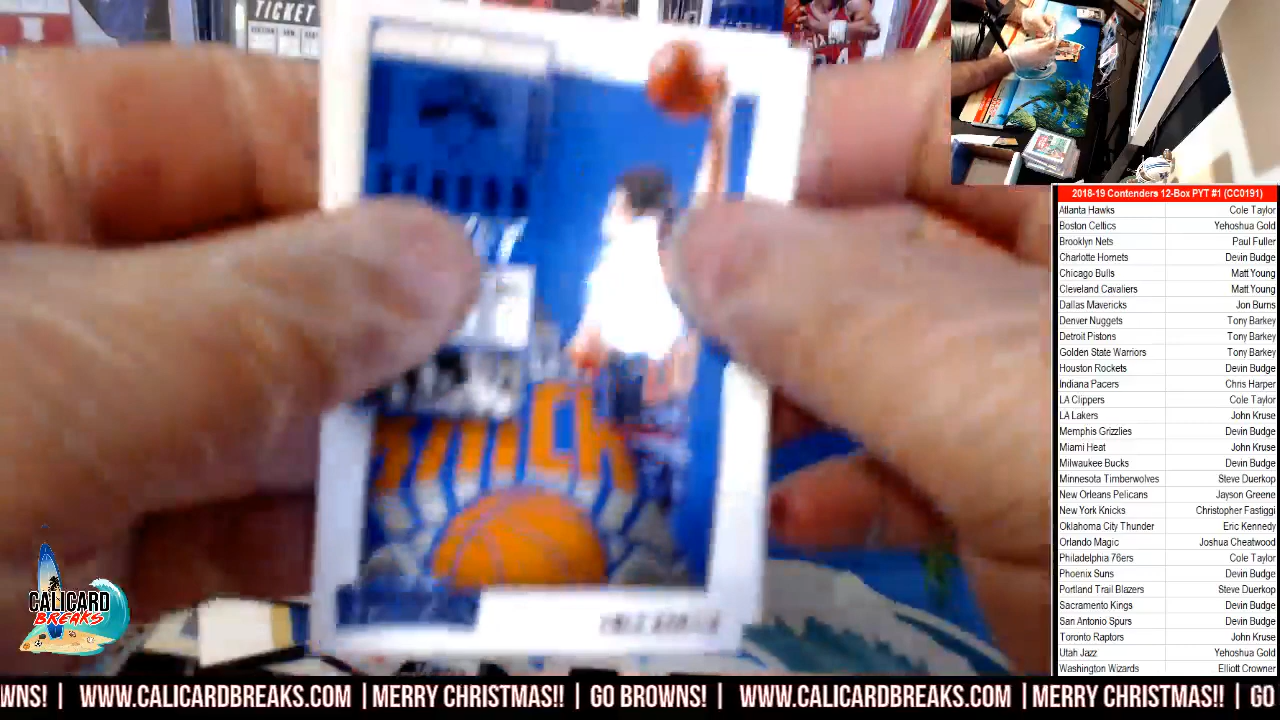 TICKET
2018-19 Contenders 12-Box PYT #1 (CC0191)
Atlanta Hawks Cole Taylor
Boston Celtics Yehoshua Gold
Brooklyn Nets Paul Fuller
Charlotte Hornets Devin Budge
Chicago Bulls Matt Young
Cleveland Cavaliers Matt Young
Dallas Mavericks Jon Burns
Denver Nuggets Tony Barkey
Detroit Pistons Tony Barkey
Golden State Warriors Tony Barkey
Houston Rockets Devin Budge
Indiana Pacers Chris Harper
LA Clippers Cole Taylor
LA Lakers John Kruse
Memphis Grizzlies Devin Budge
Miami Heat John Kruse
Milwaukee Bucks Devin Budge
Minnesota Timberwolves Steve Duerkop
New Orleans Pelicans Jayson Greene
New York Knicks Christopher Fastiggi
Oklahoma City Thunder Eric Kennedy
Orlando Magic Joshua Cheatwood
Philadelphia 76ers Cole Taylor
Phoenix Suns Devin Budge
Portland Trail Blazers Steve Duerkop
Sacramento Kings Devin Budge
San Antonio Spurs Devin Budge
Toronto Raptors John Kruse
Utah Jazz Yehoshua Gold
Washington Wizards Elliott Crowner
CALICARD
BREAKS
WNS! | WWW.CALICARDBREAKS.COM | MERRY CHRISTMAS!! | GO BROWNS! | WWW.CALICARDBREAKS.COM | MERRY CHRISTMAS!! | GO